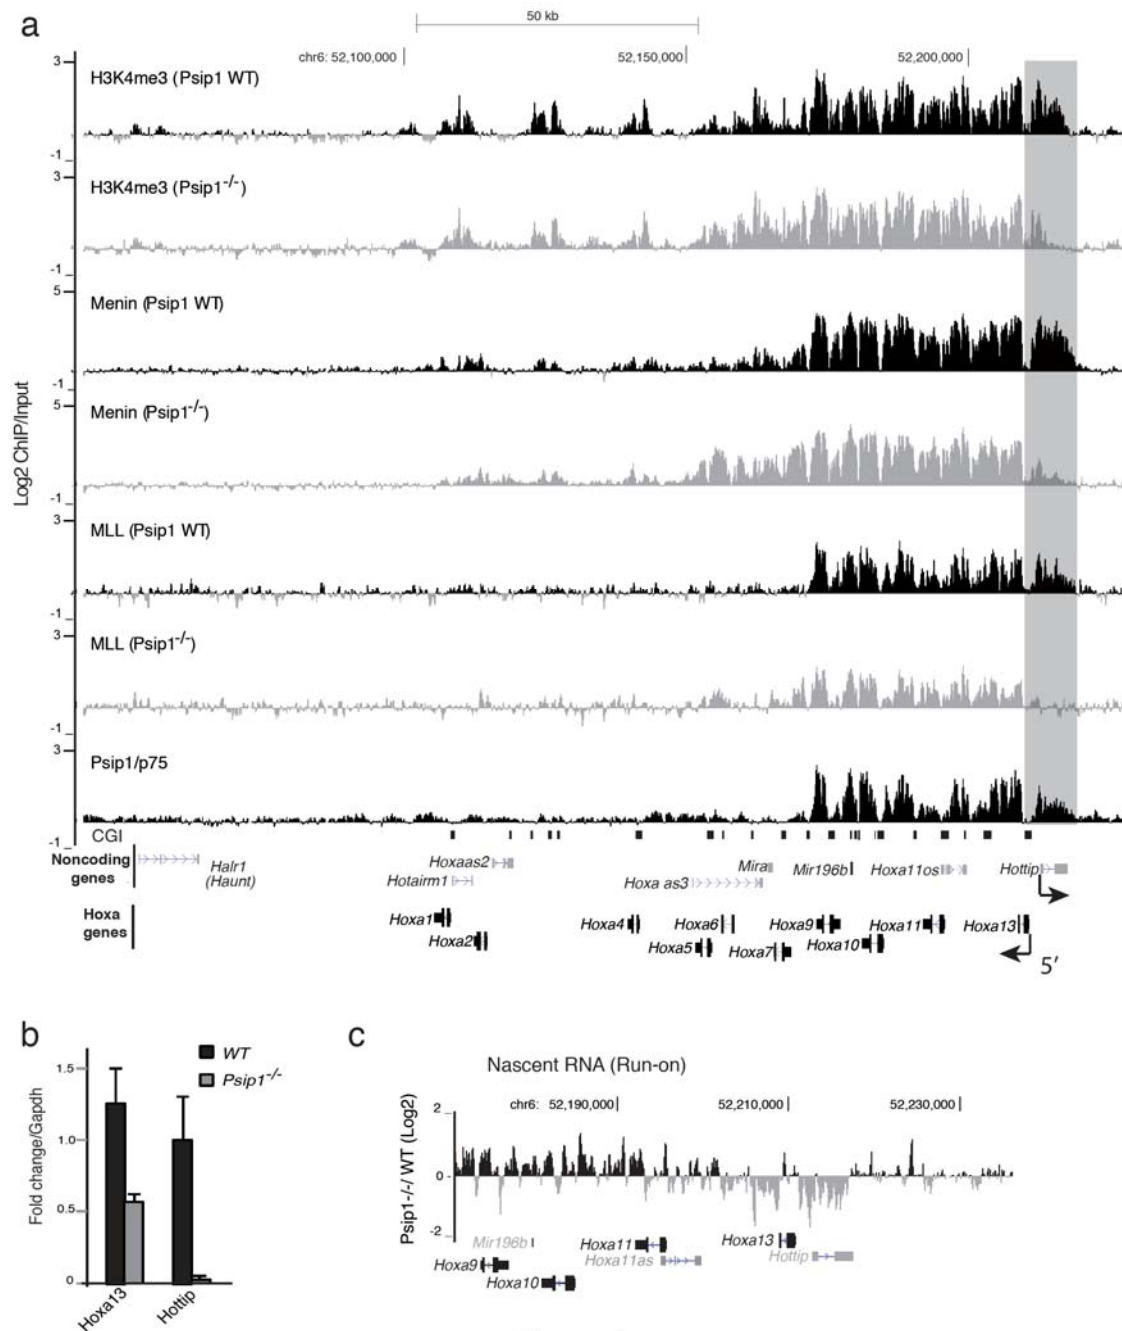 a
50 kb
chr6: 52,100,000
52,150,000
52,200,000
Log2 ChIP/Input
3
H3K4me3 (Psip1 WT)
-1
3
H3K4me3 (Psip1-/-)
-1
5
Menin (Psip1 WT)
-1
5
Menin (Psip1-/-)
-1
3
MLL (Psip1 WT)
-1
3
MLL (Psip1-/-)
-1
3
Psip1/p75
-1
CGI
Noncoding genes
Halr1
(Haunt)
Hoxaas2
Hotairm1
Hoxa as3
Mira
Mir196b
Hoxa11os
Hottip
Hoxa genes
Hoxa1
Hoxa2
Hoxa4
Hoxa5
Hoxa6
Hoxa7
Hoxa9
Hoxa10
Hoxa11
Hoxa13
5′
b
WT
Psip1-/-
Fold change/Gapdh
1.5
1.0
0.5
0
Hoxa13
Hottip
c
Nascent RNA (Run-on)
chr6: 52,190,000
52,210,000
52,230,000
Psip1-/-/ WT (Log2)
2
0
-2
Mir196b
Hoxa9
Hoxa10
Hoxa11
Hoxa11as
Hoxa13
Hottip